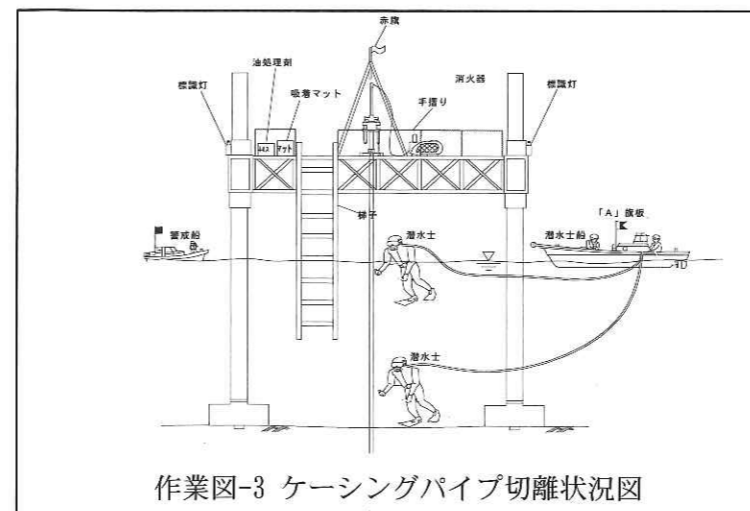 赤旗
油処理剤
消火器
標識灯
吸着マット
手摺り
標識灯
マット
梯子
「A」旗板
警戒船
潜水士
潜水士船
潜水士
作業図-3 ケーシングパイプ切離状況図